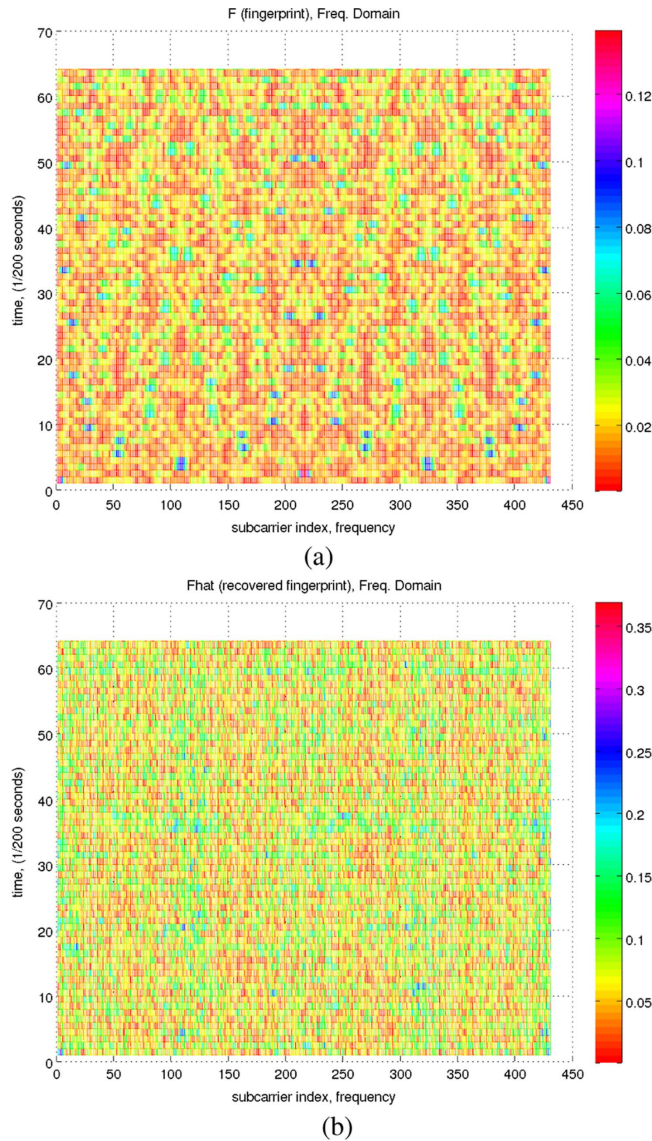 F (fingerprint), Freq. Domain
70
60
50
40
30
20
10
0
time, (1/200 seconds)
0 50 100 150 200 250 300 350 400 450
subcarrier index, frequency
0.12
0.1
0.08
0.06
0.04
0.02
(a)
Fhat (recovered fingerprint), Freq. Domain
70
60
50
40
30
20
10
0
time, (1/200 seconds)
0 50 100 150 200 250 300 350 400 450
subcarrier index, frequency
0.35
0.3
0.25
0.2
0.15
0.1
0.05
(b)